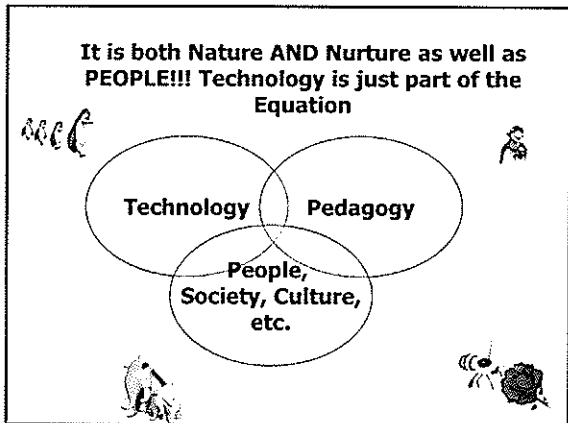 It is both Nature AND Nurture as well as
PEOPLE!!! Technology is just part of the
Equation
Technology
Pedagogy
People,
Society, Culture,
etc.